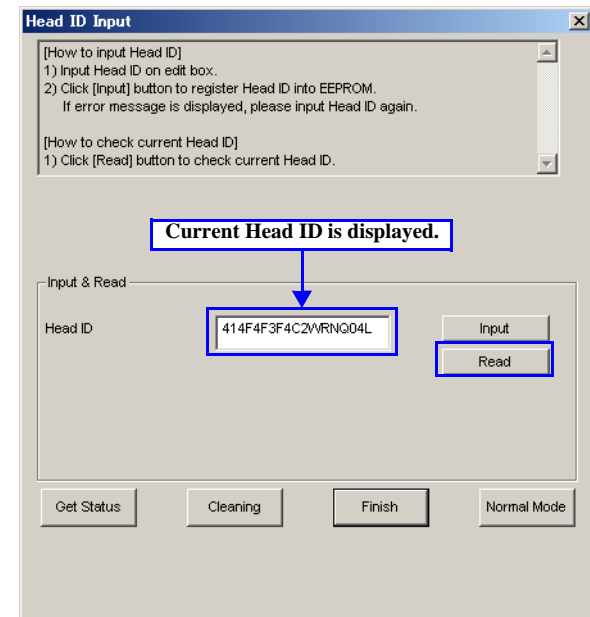 Head ID Input
[How to input Head ID]
1) Input Head ID on edit box.
2) Click [Input] button to register Head ID into EEPROM.
If error message is displayed, please input Head ID again.
[How to check current Head ID]
1) Click [Read] button to check current Head ID.
Current Head ID is displayed.
Input & Read
Head ID
414F4F3F4C2WRNQ04L
Input
Read
Get Status
Cleaning
Finish
Normal Mode